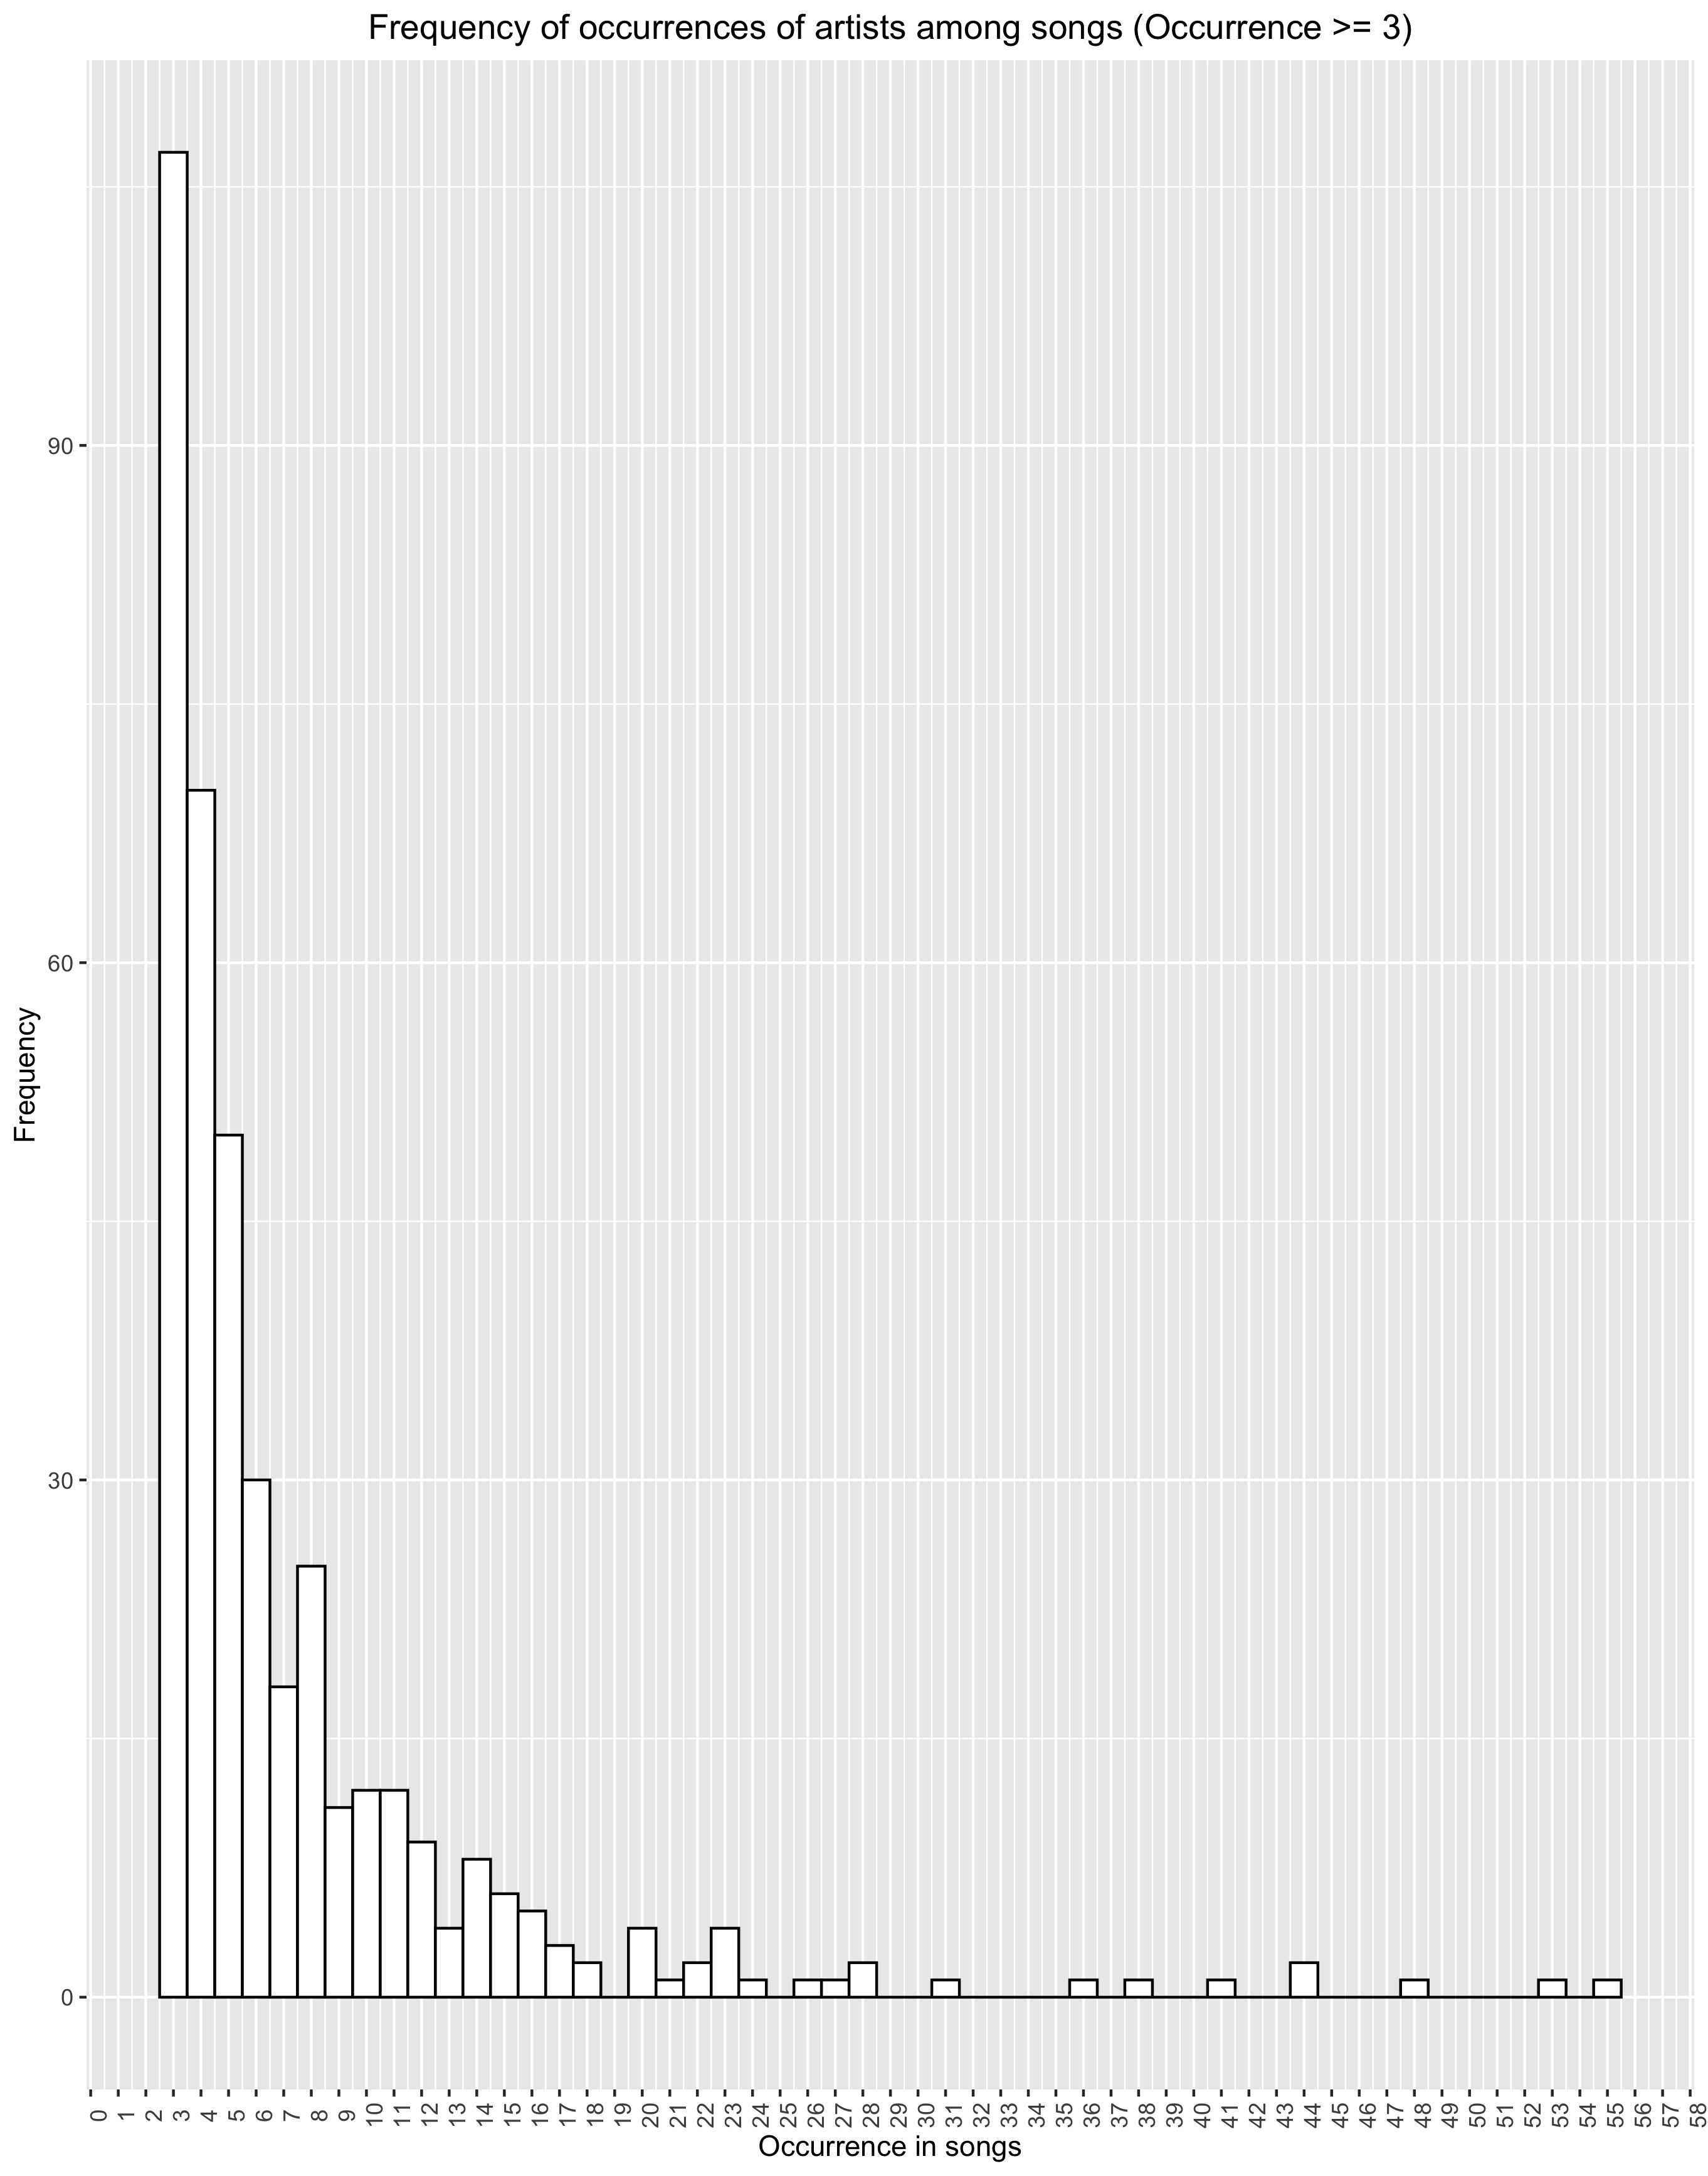 Frequency of occurrences of artists among songs (Occurrence >= 3)
Frequency
90
60
30
0
0 1 2 3 4 5 6 7 8 9 10 11 12 13 14 15 16 17 18 19 20 21 22 23 24 25 26 27 28 29 30 31 32 33 34 35 36 37 38 39 40 41 42 43 44 45 46 47 48 49 50 51 52 53 54 55 56 57 58
Occurrence in songs